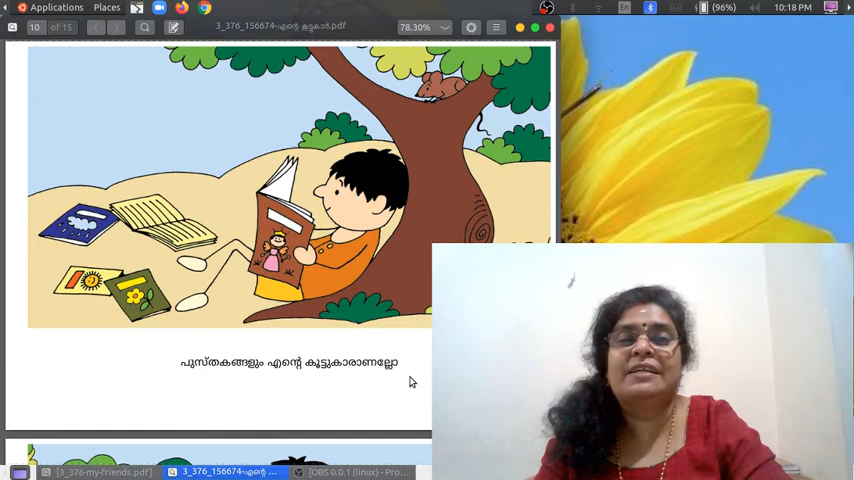 Applications Places En (96%) 10:18 PM
10 of 15 3_376_156674-എന്റെ കൂട്ടുകാർ.pdf 78.30%
പുസ്തകങ്ങളും എന്റെ കൂട്ടുകാരാണല്ലോ
[3_376-my-friends.pdf] 3_376_156674-എന്റെ ... [OBS 0.0.1 (linux) - Pro...